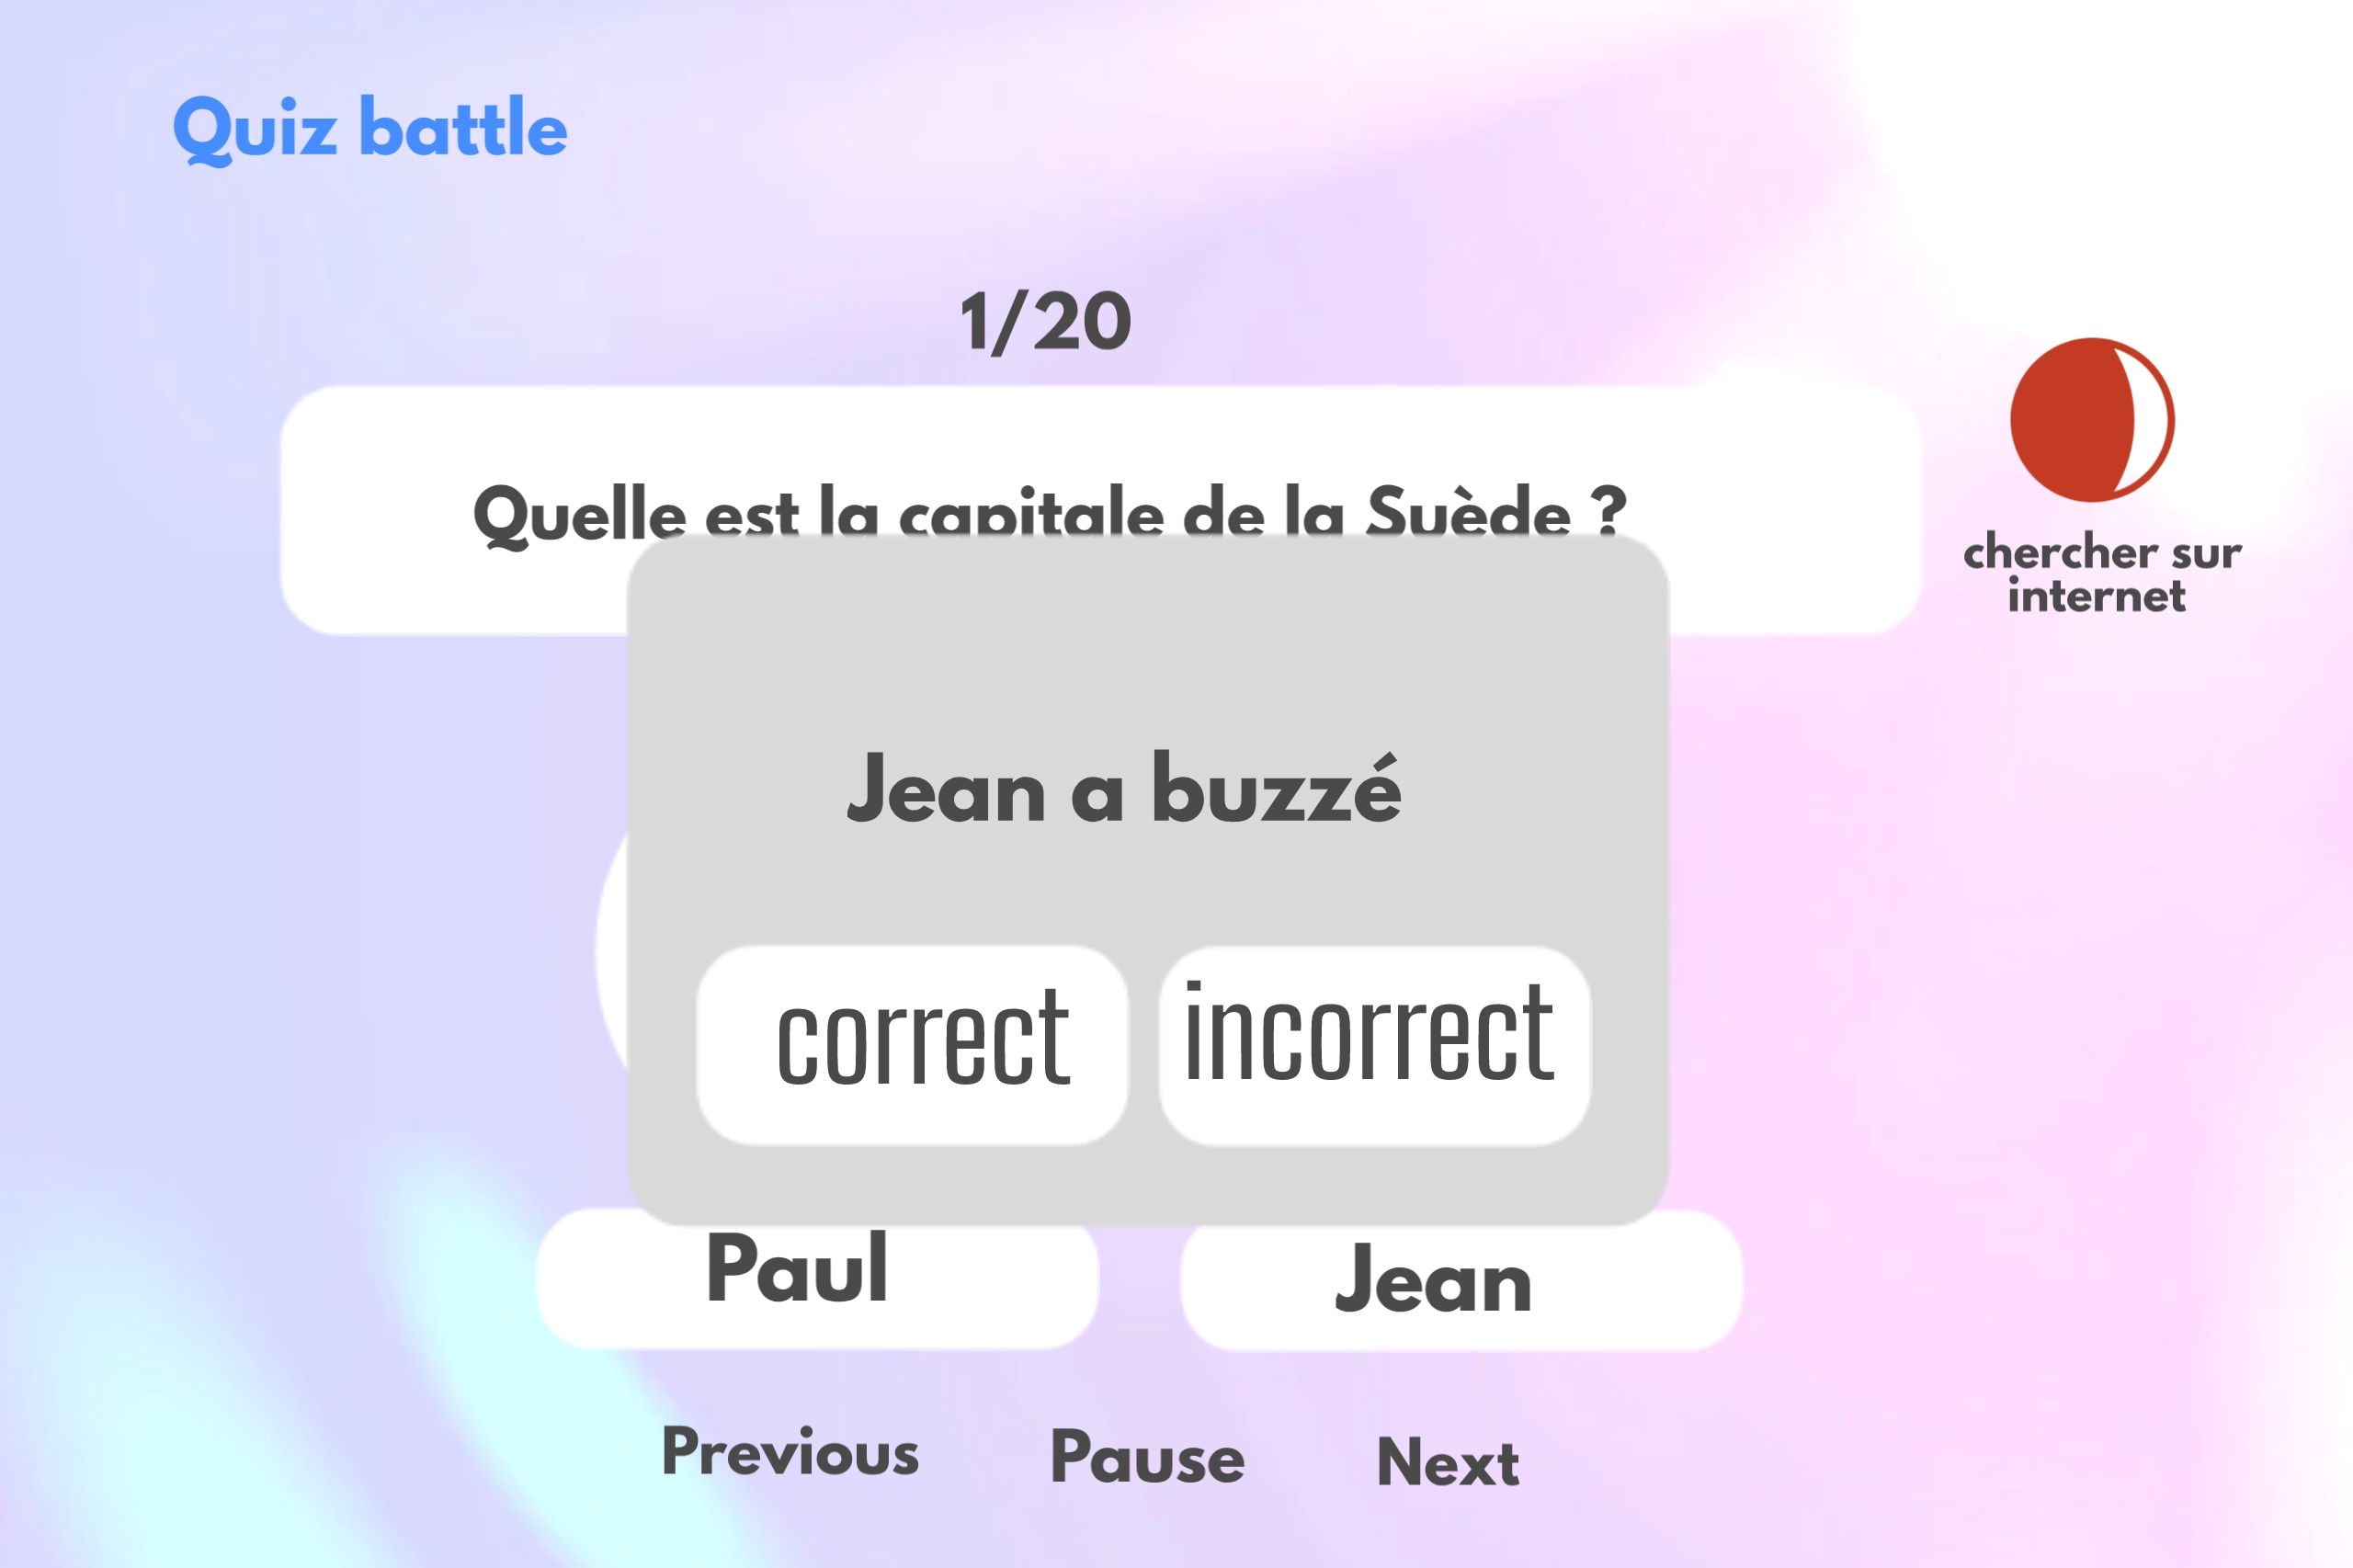 Quiz battle
1/20
Quelle est la capitale de la Suède ?
chercher sur
internet
Jean a buzzé
correct
incorrect
Paul
Jean
Previous
Pause
Next